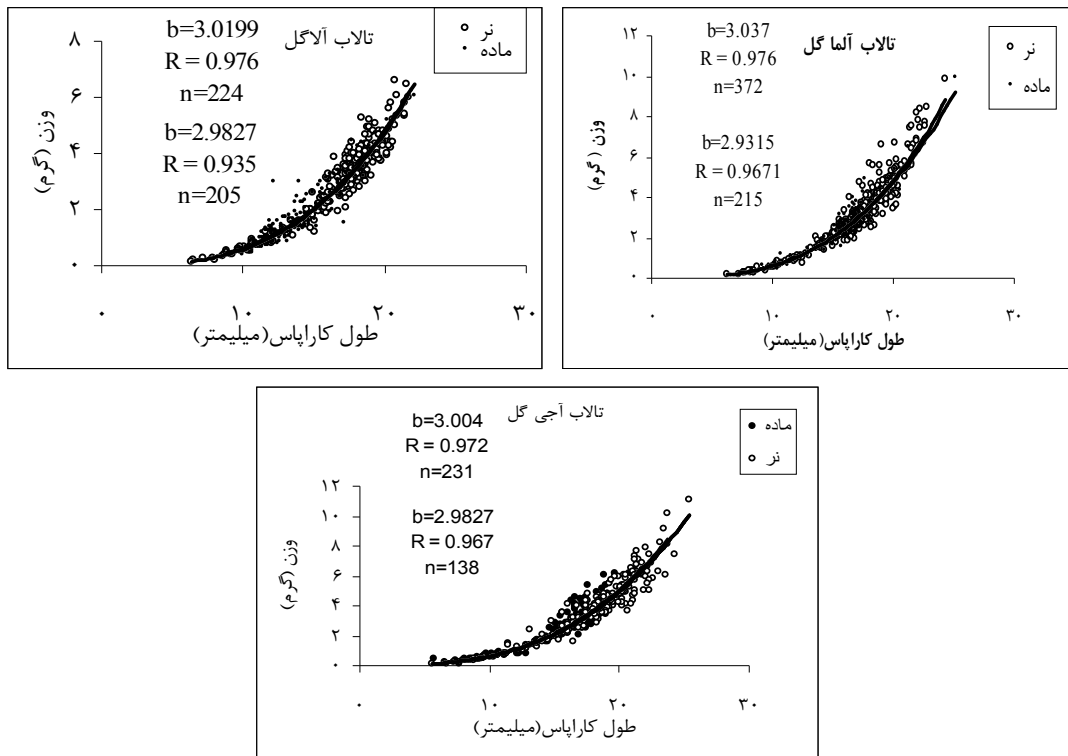 تالاب آلاگل
b=3.0199
R = 0.976
n=224
b=2.9827
R = 0.935
n=205
نر
ماده
وزن (گرم)
۸
۶
۴
۲
۰
۰ ۱۰ ۲۰ ۳۰
طول کاراپاس(میلیمتر)
تالاب آلما گل
b=3.037
R = 0.976
n=372
b=2.9315
R = 0.9671
n=215
نر
ماده
وزن ( گرم)
۱۲
۱۰
۸
۶
۴
۲
۰
۰ ۱۰ ۲۰ ۳۰
طول کاراپاس(میلیمتر)
تالاب آجی گل
b=3.004
R = 0.972
n=231
b=2.9827
R = 0.967
n=138
ماده
نر
وزن (گرم)
۱۲
۱۰
۸
۶
۴
۲
۰
۰ ۱۰ ۲۰ ۳۰
طول کاراپاس(میلیمتر)